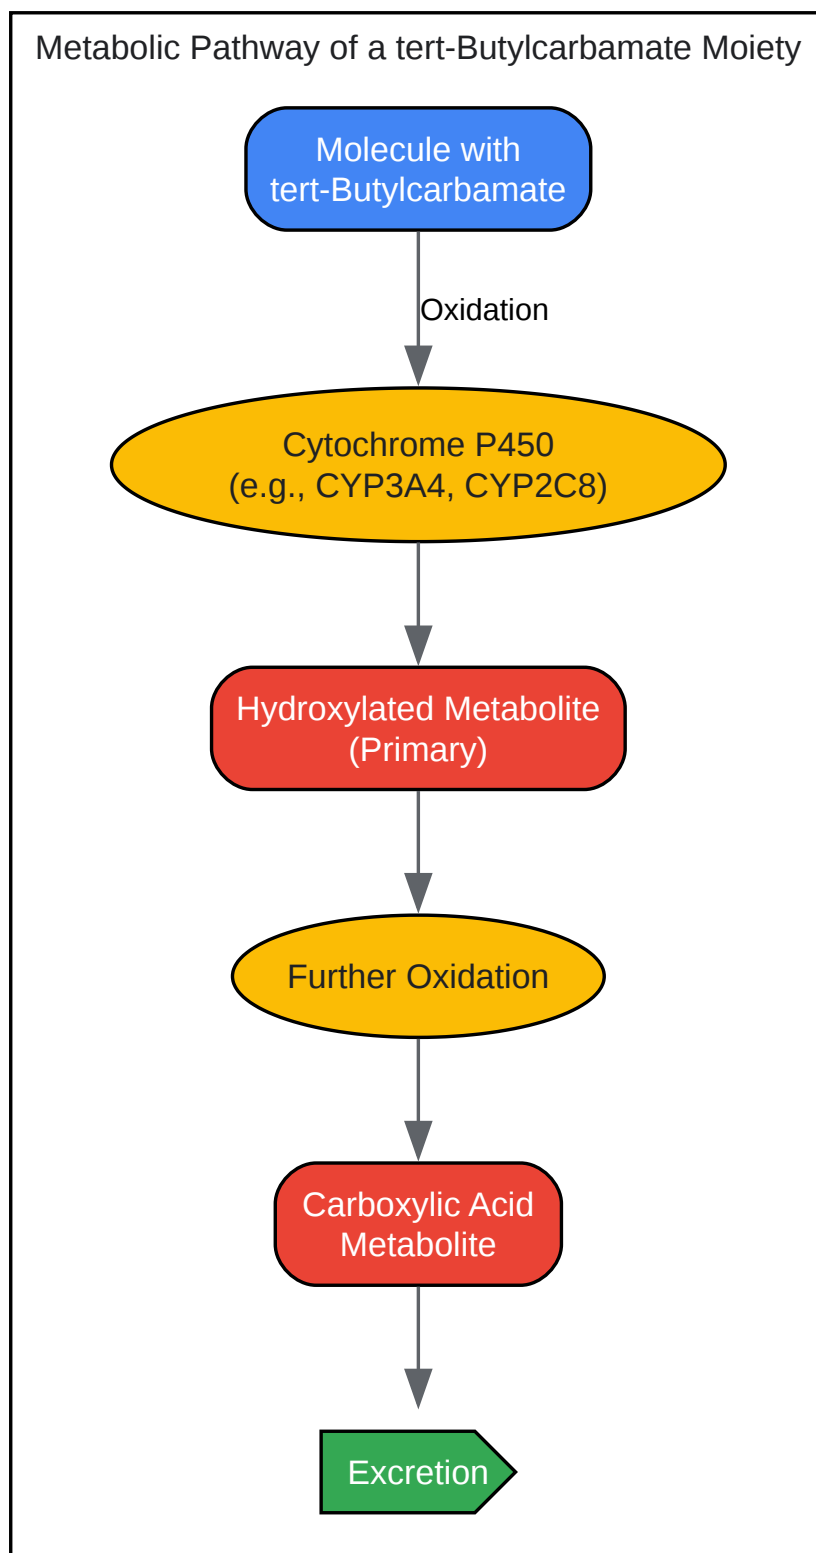 Metabolic Pathway of a tert-Butylcarbamate Moiety
Molecule with
tert-Butylcarbamate
Oxidation
Cytochrome P450
(e.g., CYP3A4, CYP2C8)
Hydroxylated Metabolite
(Primary)
Further Oxidation
Carboxylic Acid
Metabolite
Excretion